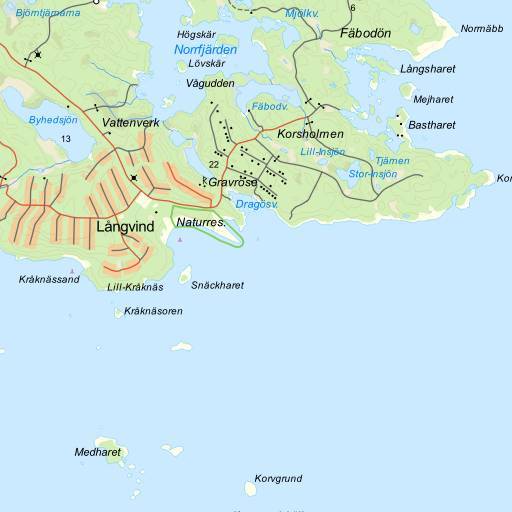 Björntjärnarna
Mjölkv.
6
Normäbb
Högskär
Fäbodön
Norrfjärden
Lövskär
Långsharet
Vågudden
Mejharet
Byhedsjön
Vattenverk
Fäbodv.
Bastharet
13
Korsholmen
Lill-Insjön
Tjärnen
22
Stor-Insjön
Gravröse
Kor
Dragösv.
Naturres.
Långvind
Kråknässand
Lill-Kråknäs
Snäckharet
Kråknäsoren
Medharet
Korvgrund